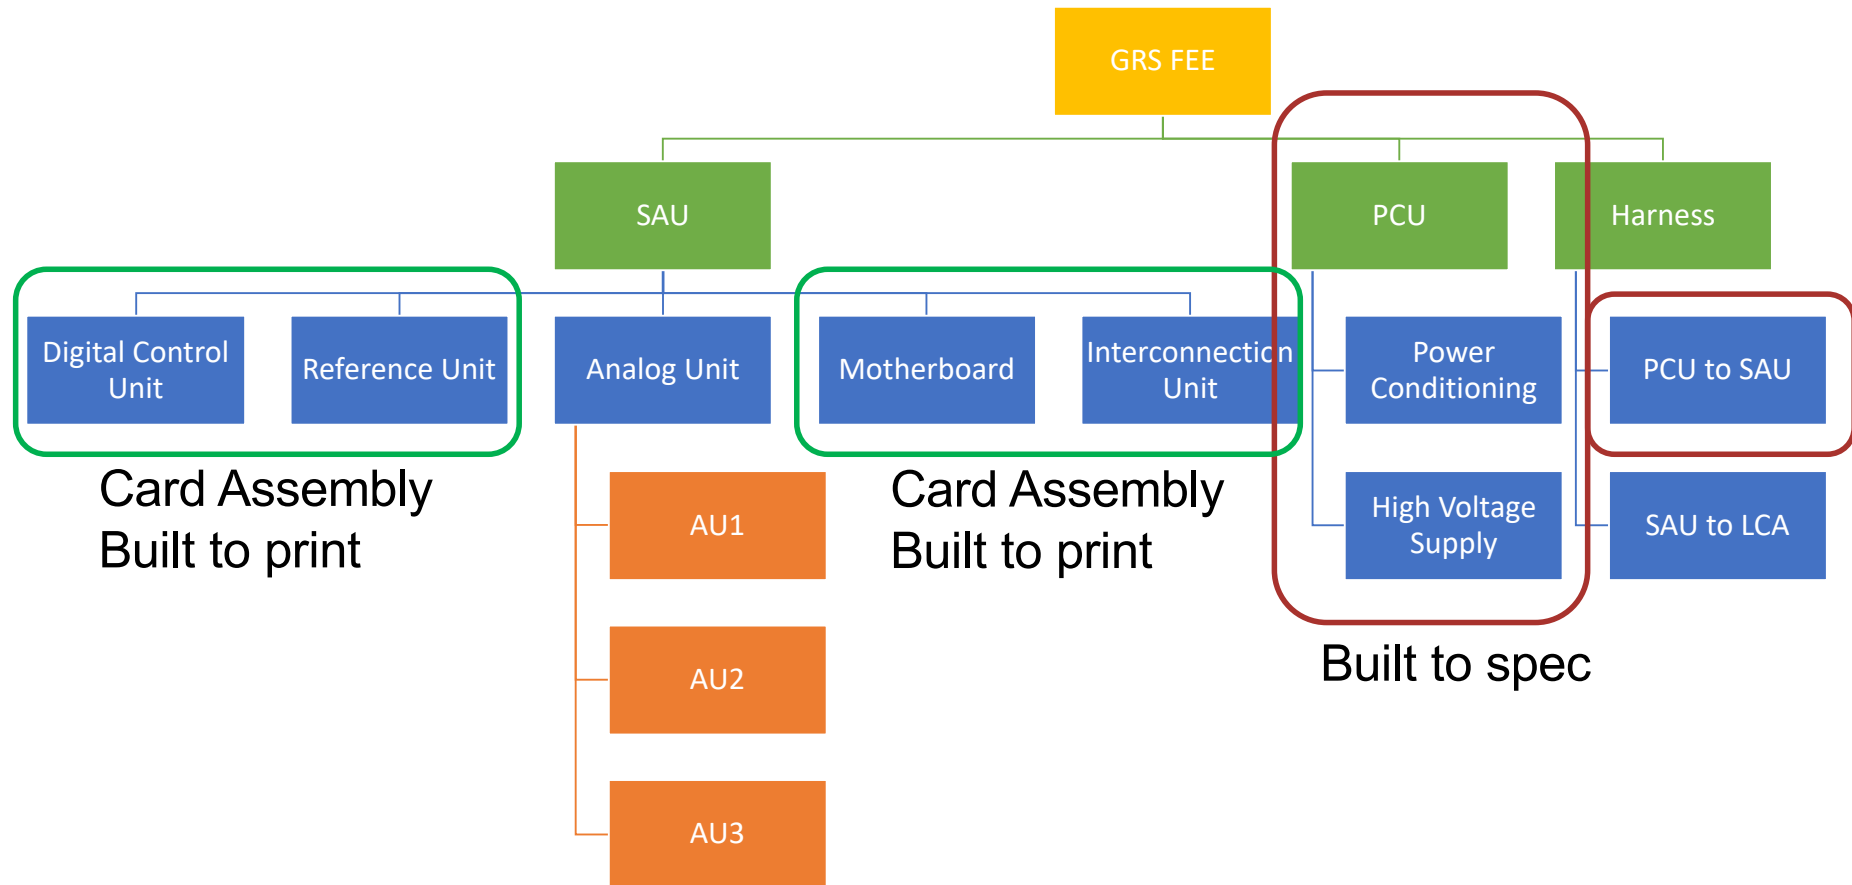 GRS FEE
SAU
PCU
Harness
Digital Control
Unit
Reference Unit
Analog Unit
Motherboard
Interconnection
Unit
Power
Conditioning
PCU to SAU
Card Assembly
Built to print
Card Assembly
Built to print
AU1
High Voltage
Supply
SAU to LCA
AU2
Built to spec
AU3